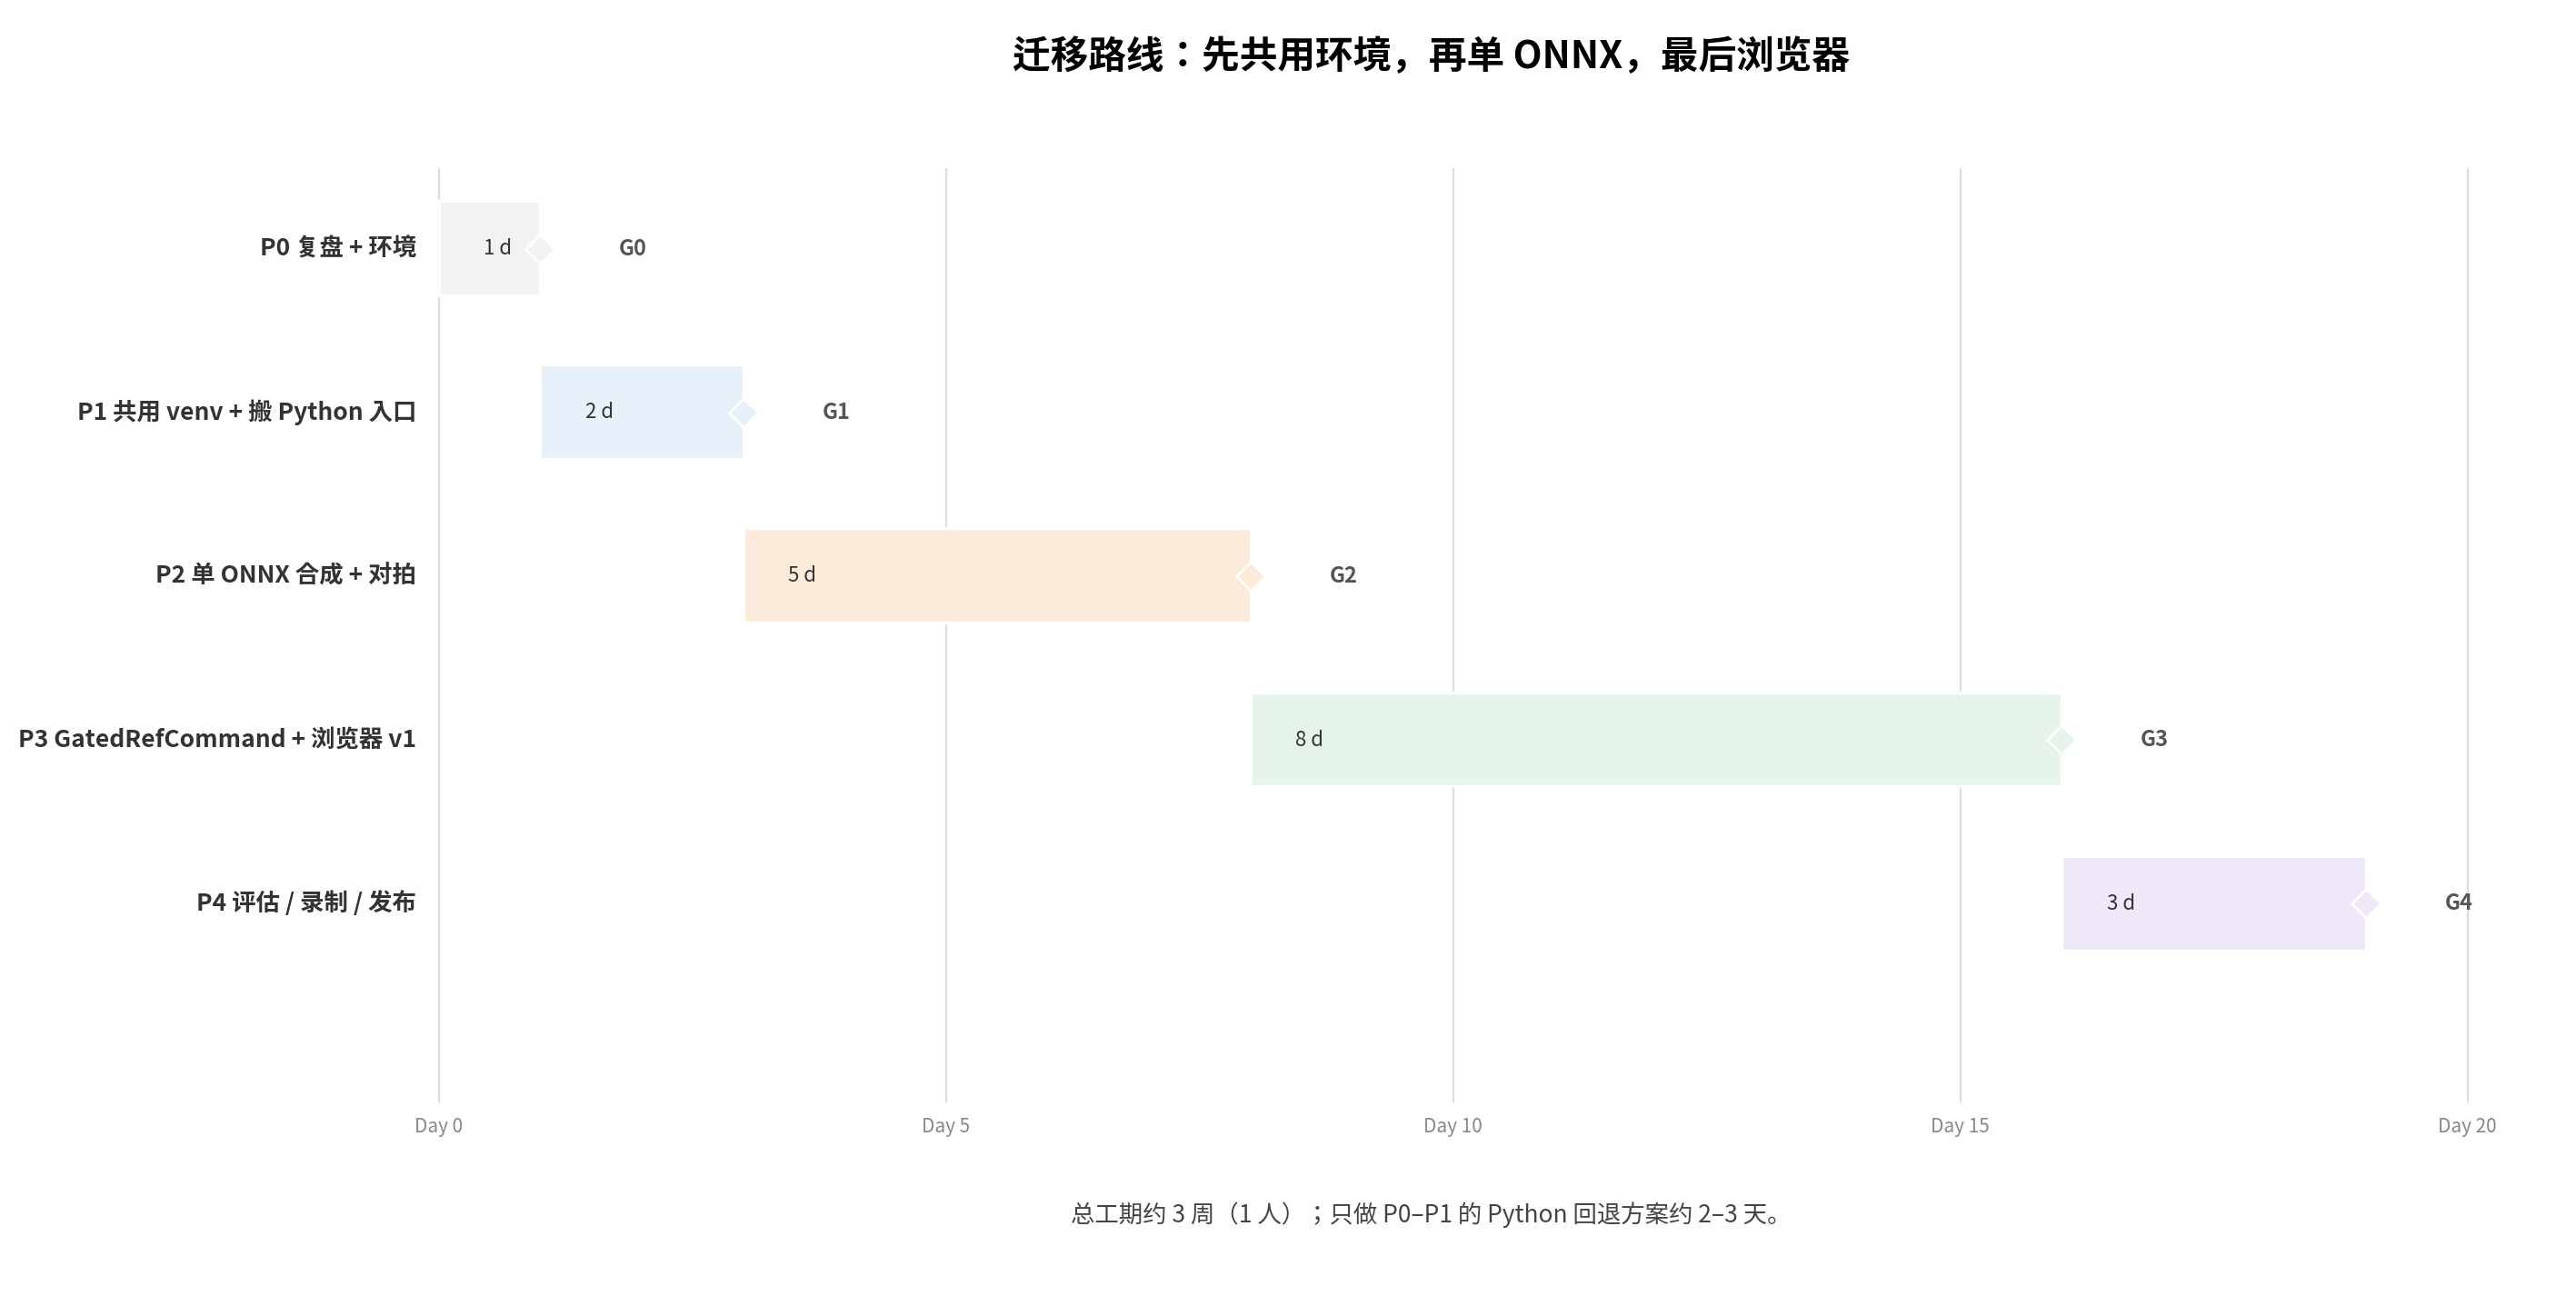 迁移路线：先共用环境，再单 ONNX，最后浏览器
P0 复盘 + 环境
1 d
G0
P1 共用 venv + 搬 Python 入口
2 d
G1
P2 单 ONNX 合成 + 对拍
5 d
G2
P3 GatedRefCommand + 浏览器 v1
8 d
G3
P4 评估 / 录制 / 发布
3 d
G4
Day 0
Day 5
Day 10
Day 15
Day 20
总工期约 3 周（1 人）；只做 P0–P1 的 Python 回退方案约 2–3 天。